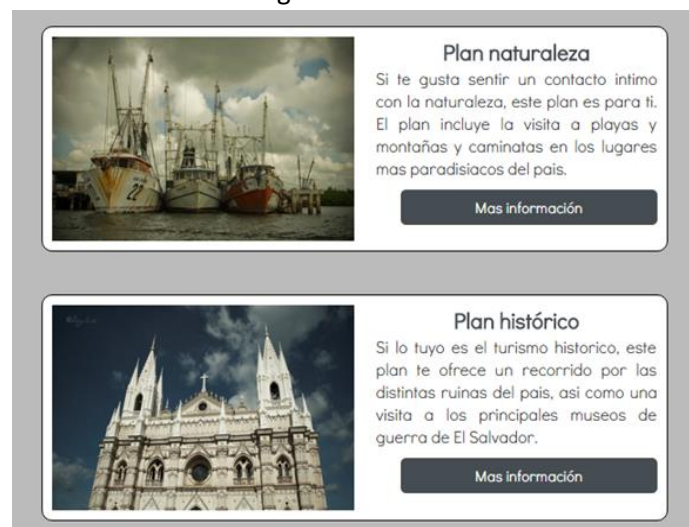 Plan naturaleza
Si te gusta sentir un contacto intimo
con la naturaleza, este plan es para ti.
El plan incluye la visita a playas y
montañas y caminatas en los lugares
mas paradisiacos del pais.
Mas información
22
Plan histórico
Si lo tuyo es el turismo historico, este
plan te ofrece un recorrido por las
distintas ruinas del pais, asi como una
visita a los principales museos de
guerra de El Salvador.
Mas información